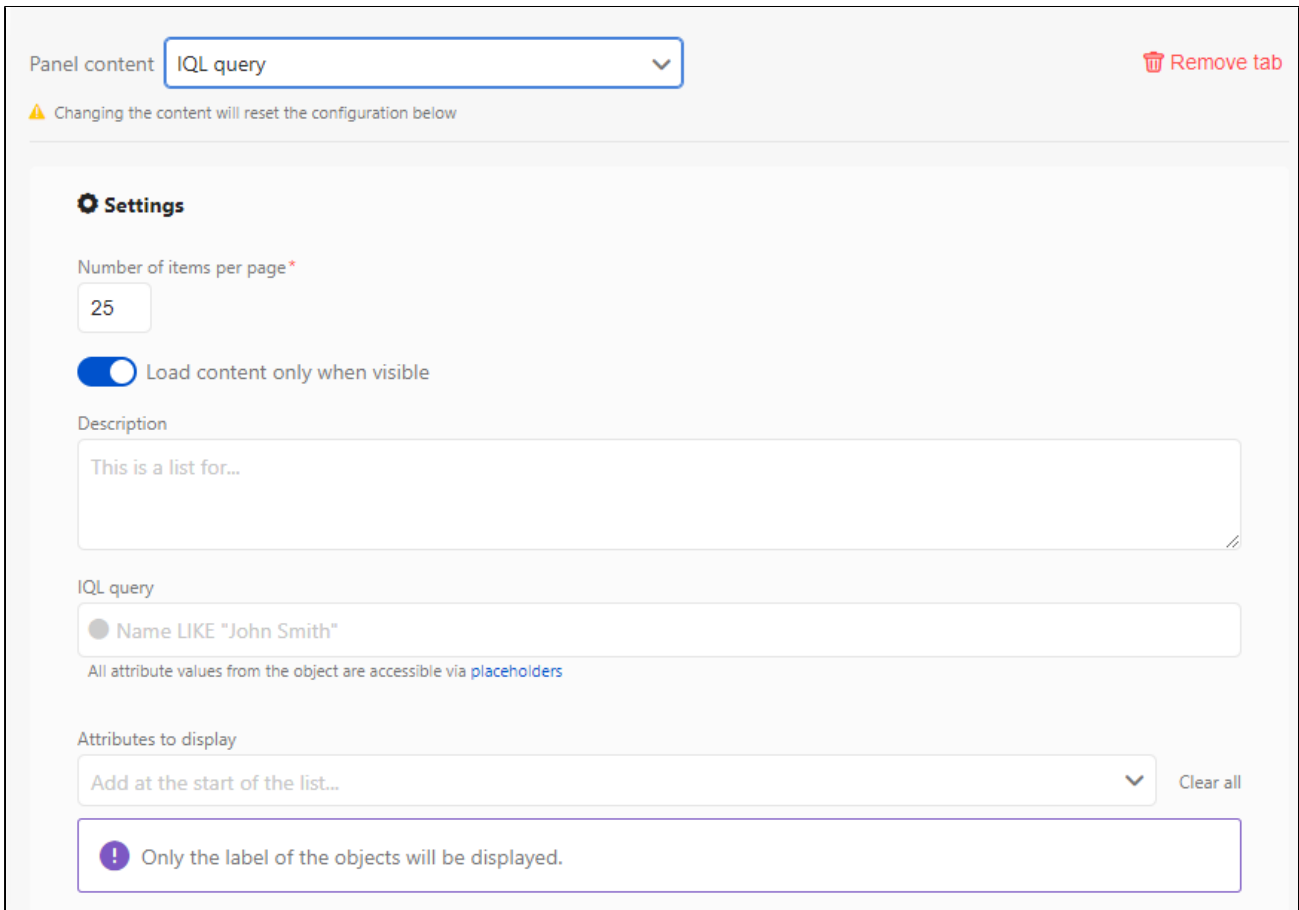 Panel content IQL query Remove tab
Changing the content will reset the configuration below
Settings
Number of items per page*
25
Load content only when visible
Description
This is a list for...
IQL query
Name LIKE "John Smith"
All attribute values from the object are accessible via placeholders
Attributes to display
Add at the start of the list... Clear all
Only the label of the objects will be displayed.